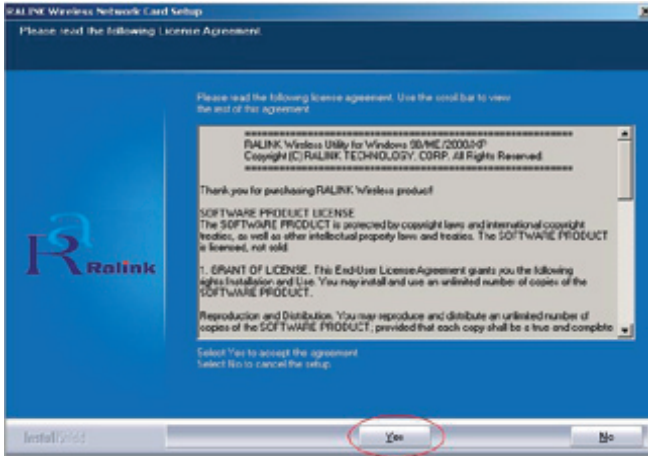 RALINK Wireless Network Card Setup
Please read the following License Agreement.
Please read the following license agreement. Use the scroll bar to view
the rest of this agreement.
RALINK Wireless Utility for Windows 98/ME/2000/XP
Copyright (C) RALINK TECHNOLOGY, CORP. All Rights Reserved.
Thank you for purchasing RALINK Wireless product!
SOFTWARE PRODUCT LICENSE
The SOFTWARE PRODUCT is protected by copyright laws and international copyright
treaties, as well as other intellectual property laws and treaties. The SOFTWARE PRODUCT
is licensed, not sold.
1. GRANT OF LICENSE. This End-User License Agreement grants you the following
rights Installation and Use. You may install and use an unlimited number of copies of the
SOFTWARE PRODUCT.
Reproduction and Distribution. You may reproduce and distribute an unlimited number of
copies of the SOFTWARE PRODUCT, provided that each copy shall be a true and complete
Ralink
Select Yes to accept the agreement
Select No to cancel the setup.
InstallShield
Yes
No